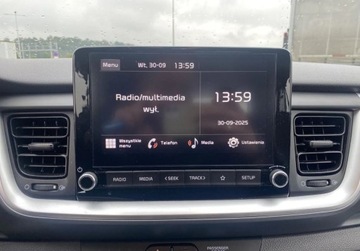 Menu Wt. 30-09 13:59
Radio/multimedia 13:59
wył.
30-09-2025
Wszystkie menu Telefon Media Ustawienia
RADIO MEDIA < SEEK TRACK > ☆ SETUP
PASSENGER